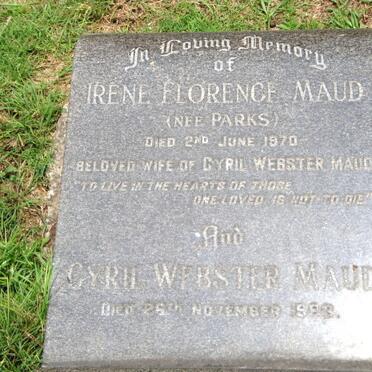 In Loving Memory
of
IRENE FLORENCE MAUD
(NEE PARKS)
DIED 2ND JUNE 1970
BELOVED WIFE OF CYRIL WEBSTER MAUD
"TO LIVE IN THE HEARTS OF THOSE
ONE LOVED IS NOT TO DIE"
And
CYRIL WEBSTER MAUD
DIED 26TH NOVEMBER